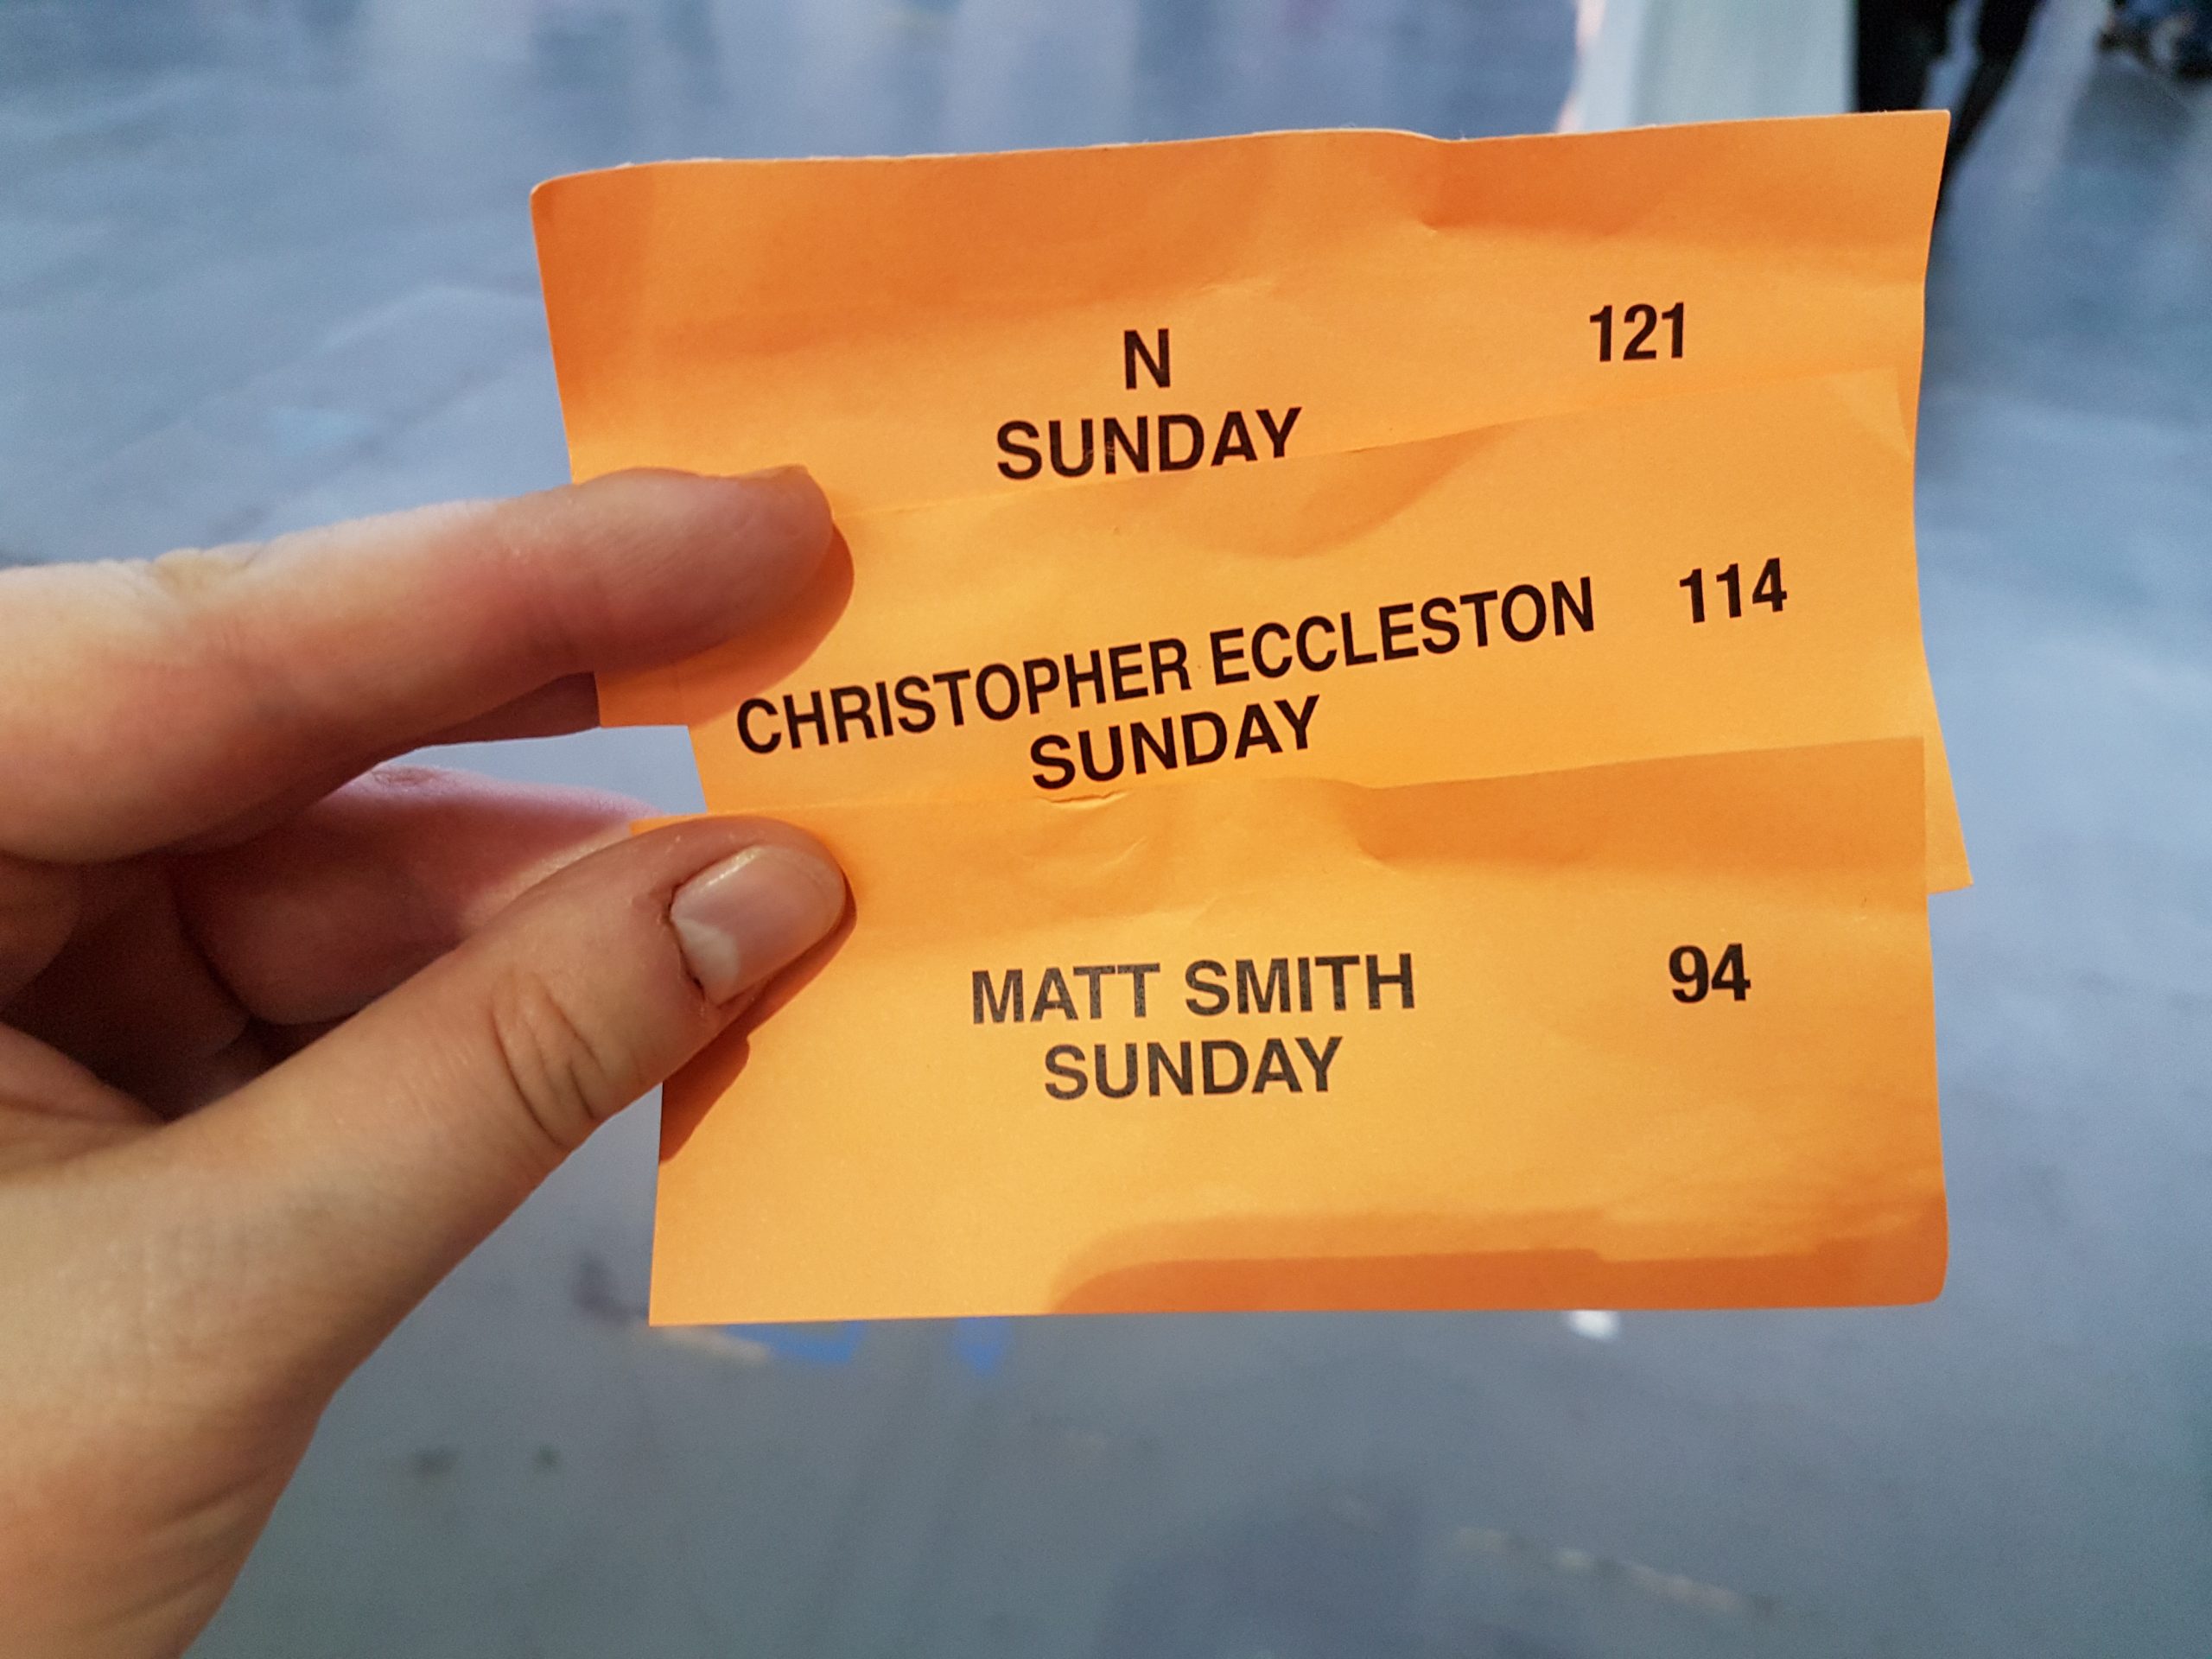 N 121
SUNDAY
CHRISTOPHER ECCLESTON 114
SUNDAY
MATT SMITH 94
SUNDAY